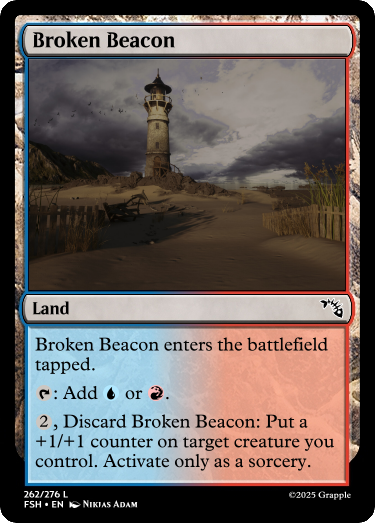 Broken Beacon
Land
Broken Beacon enters the battlefield
tapped.
: Add or .
2, Discard Broken Beacon: Put a
+1/+1 counter on target creature you
control. Activate only as a sorcery.
262/276 L
FSH • EN Nikias Adam
©2025 Grapple